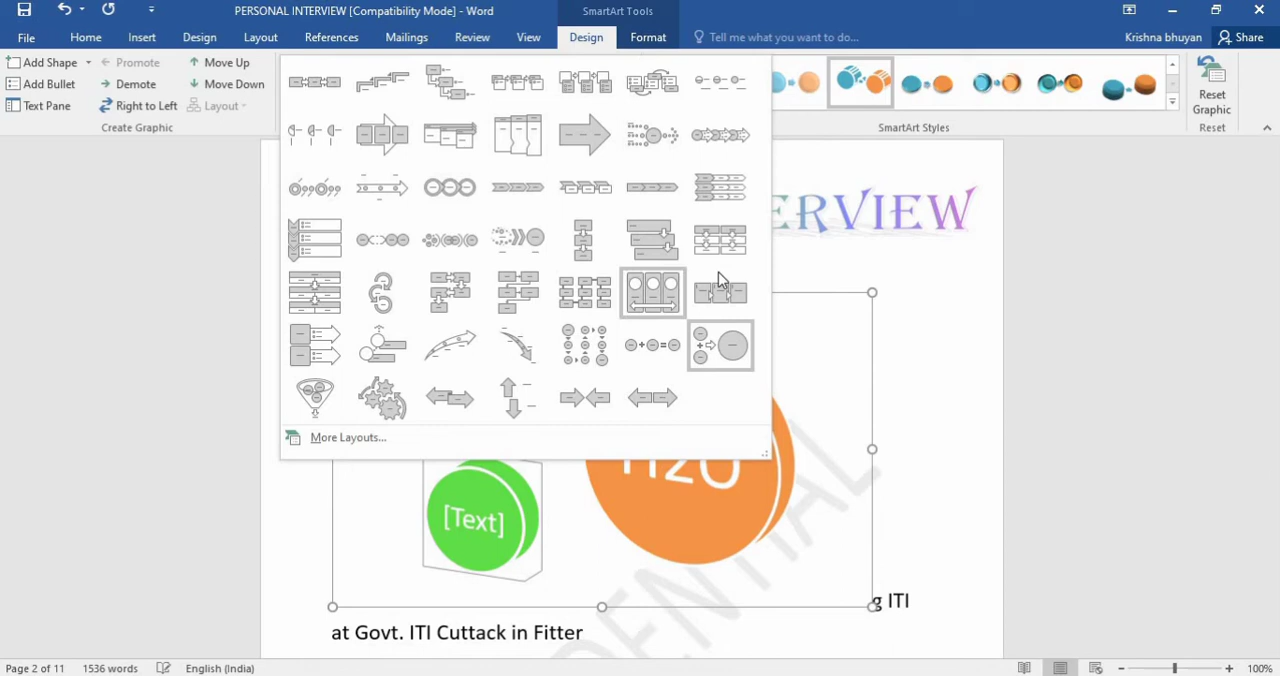 PERSONAL INTERVIEW [Compatibility Mode] - Word
SmartArt Tools
File
Home
Insert
Design
Layout
References
Mailings
Review
View
Design
Format
Tell me what you want to do...
Krishna bhuyan
Share
Add Shape
Promote
Move Up
Add Bullet
Demote
Move Down
Text Pane
Right to Left
Layout
Create Graphic
SmartArt Styles
Reset
Graphic
Reset
ERVIEW
More Layouts...
H2O
[Text]
g ITI
at Govt. ITI Cuttack in Fitter
Page 2 of 11
1536 words
English (India)
100%